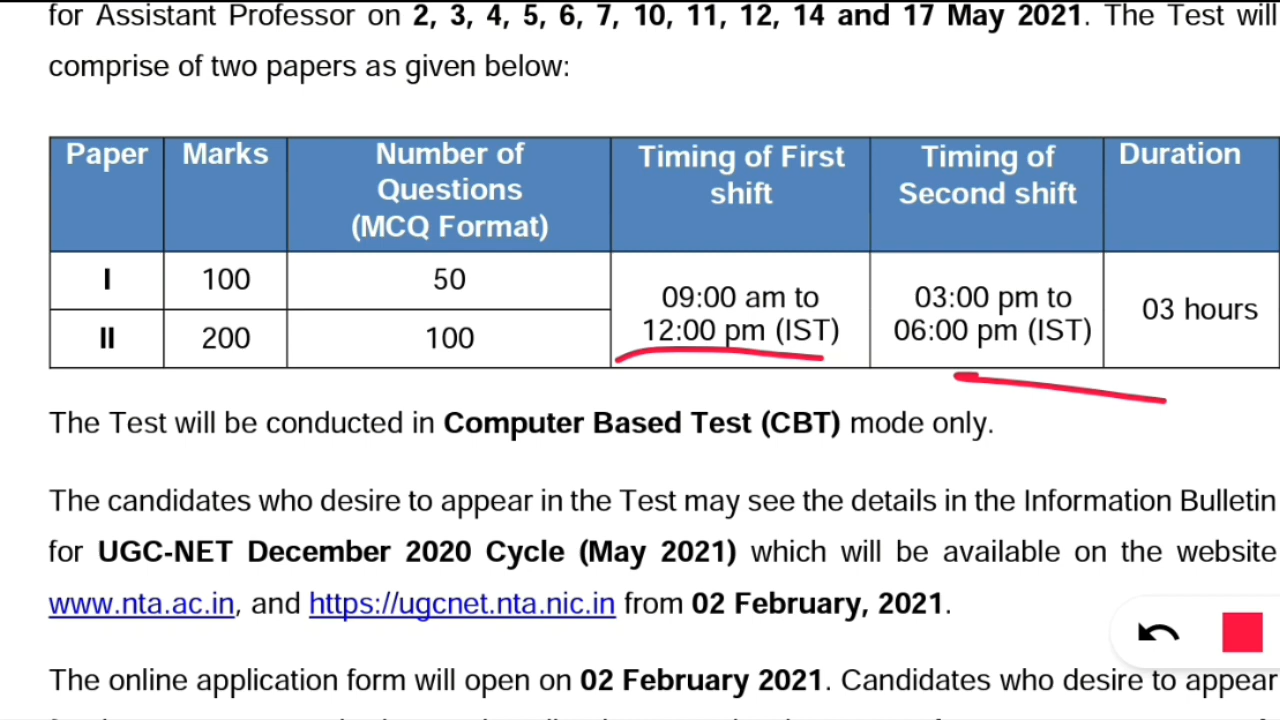 for Assistant Professor on 2, 3, 4, 5, 6, 7, 10, 11, 12, 14 and 17 May 2021. The Test will
comprise of two papers as given below:
Paper Marks Number of Questions (MCQ Format) Timing of First shift Timing of Second shift Duration
I 100 50 09:00 am to 12:00 pm (IST) 03:00 pm to 06:00 pm (IST) 03 hours
II 200 100
The Test will be conducted in Computer Based Test (CBT) mode only.
The candidates who desire to appear in the Test may see the details in the Information Bulletin
for UGC-NET December 2020 Cycle (May 2021) which will be available on the website
www.nta.ac.in, and https://ugcnet.nta.nic.in from 02 February, 2021.
The online application form will open on 02 February 2021. Candidates who desire to appear